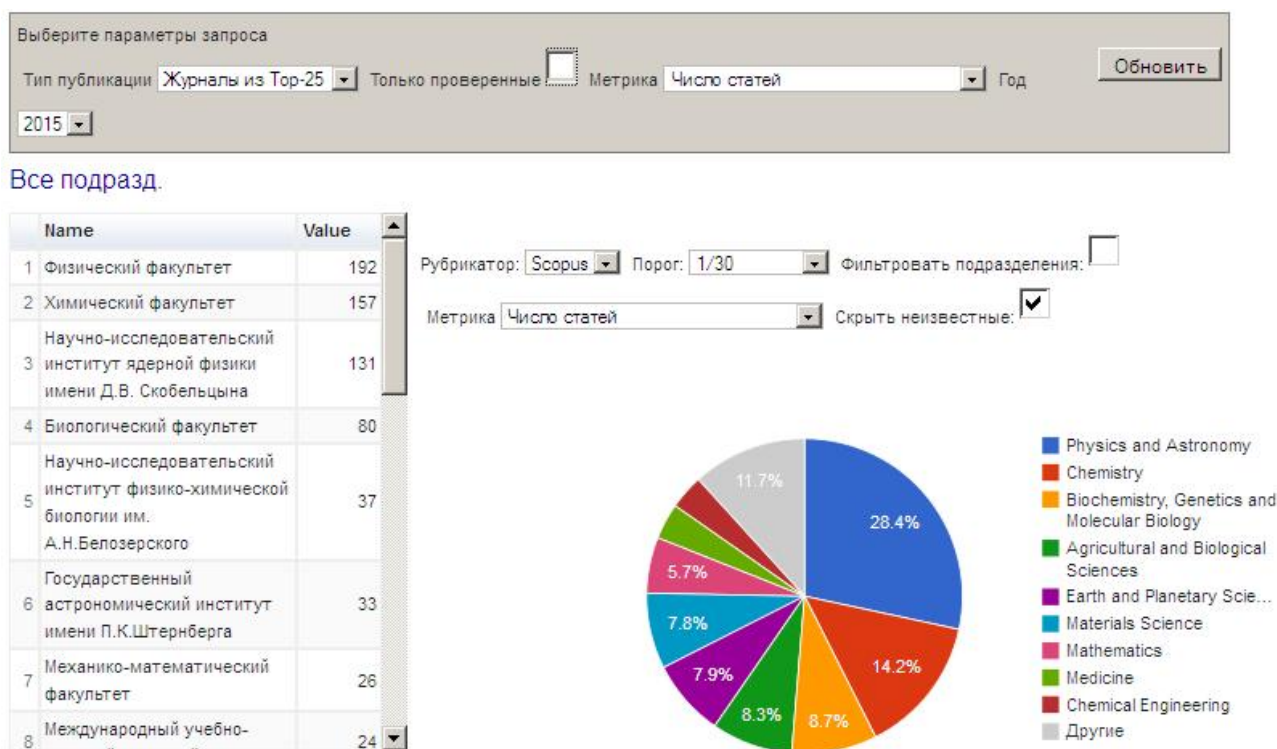 Выберите параметры запроса
Тип публикации Журналы из Top-25 Только проверенные Метрика Число статей Год Обновить
2015
Все подразд.
Name Value
1 Физический факультет 192
2 Химический факультет 157
Научно-исследовательский
3 институт ядерной физики 131
имени Д.В. Скобельцына
4 Биологический факультет 80
Научно-исследовательский
институт физико-химической
5 биологии им. 37
А.Н.Белозерского
Государственный
6 астрономический институт 33
имени П.К.Штернберга
Механико-математический
7 факультет 26
Международный учебно-
8 24
Рубрикатор: Scopus Порог: 1/30 Фильтровать подразделения:
Метрика Число статей Скрыть неизвестные:
11.7%
28.4%
5.7%
7.8%
14.2%
7.9%
8.3%
8.7%
Physics and Astronomy
Chemistry
Biochemistry, Genetics and
Molecular Biology
Agricultural and Biological
Sciences
Earth and Planetary Scie...
Materials Science
Mathematics
Medicine
Chemical Engineering
Другие